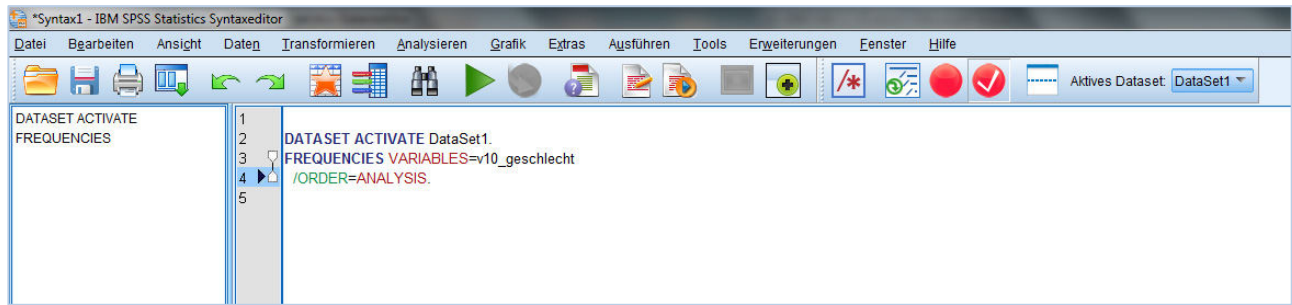 *Syntax1 - IBM SPSS Statistics Syntaxeditor
Datei Bearbeiten Ansicht Daten Transformieren Analysieren Grafik Extras Ausführen Tools Erweiterungen Fenster Hilfe
/* Aktives Dataset: DataSet1
DATASET ACTIVATE
FREQUENCIES
1
2 DATASET ACTIVATE DataSet1.
3 FREQUENCIES VARIABLES=v10_geschlecht
4 /ORDER=ANALYSIS.
5